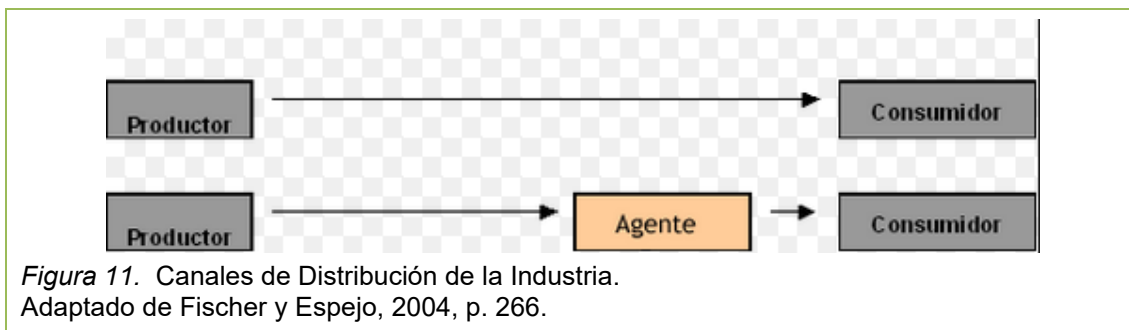 Productor
Consumidor
Productor
Agente
Consumidor
Figura 11. Canales de Distribución de la Industria.
Adaptado de Fischer y Espejo, 2004, p. 266.